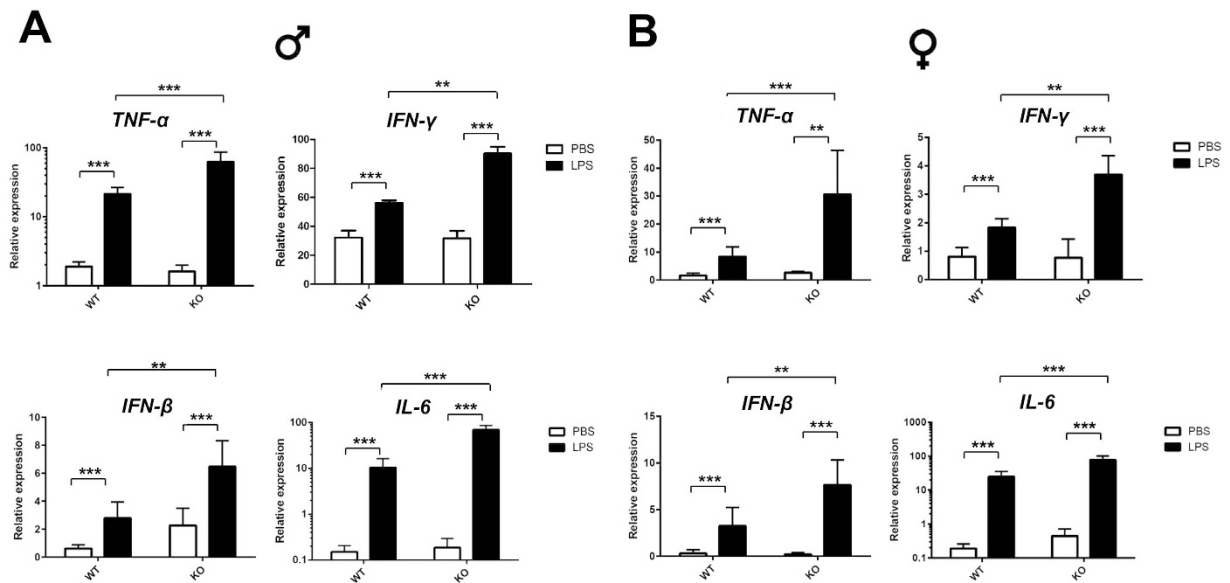 A
♂
B
♀
***
TNF-α
***
***
Relative expression
100
10
1
WT
KO
**
IFN-γ
***
***
Relative expression
100
80
60
40
20
0
WT
KO
PBS
LPS
***
TNF-α
**
***
Relative expression
50
40
30
20
10
0
WT
KO
**
IFN-γ
***
***
Relative expression
6
4
2
0
WT
KO
PBS
LPS
**
IFN-β
***
***
Relative expression
10
8
6
4
2
0
WT
KO
***
IL-6
***
***
Relative expression
100
10
1
0.1
WT
KO
PBS
LPS
**
IFN-β
***
***
Relative expression
15
10
5
0
WT
KO
***
IL-6
***
***
Relative expression
1000
100
10
1
0.1
WT
KO
PBS
LPS